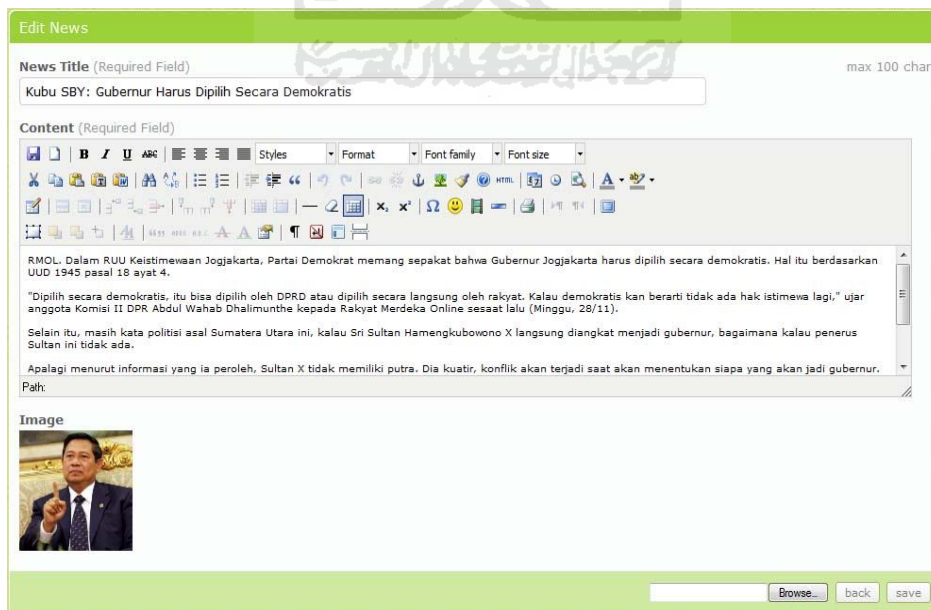 Edit News
News Title (Required Field)
max 100 char
Kubu SBY: Gubernur Harus Dipilih Secara Demokratis
Content (Required Field)
B I U ABC Styles Format Font family Font size
HTML A ab
x₂ x² Ω
A A ¶
RMOL. Dalam RUU Keistimewaan Jogjakarta, Partai Demokrat memang sepakat bahwa Gubernur Jogjakarta harus dipilih secara demokratis. Hal itu berdasarkan
UUD 1945 pasal 18 ayat 4.
"Dipilih secara demokratis, itu bisa dipilih oleh DPRD atau dipilih secara langsung oleh rakyat. Kalau demokratis kan berarti tidak ada hak istimewa lagi," ujar
anggota Komisi II DPR Abdul Wahab Dhalimunthe kepada Rakyat Merdeka Online sesaat lalu (Minggu, 28/11).
Selain itu, masih kata politisi asal Sumatera Utara ini, kalau Sri Sultan Hamengkubowono X langsung diangkat menjadi gubernur, bagaimana kalau penerus
Sultan ini tidak ada.
Apalagi menurut informasi yang ia peroleh, Sultan X tidak memiliki putra. Dia kuatir, konflik akan terjadi saat akan menentukan siapa yang akan jadi gubernur.
Path:
Image
Browse... back save